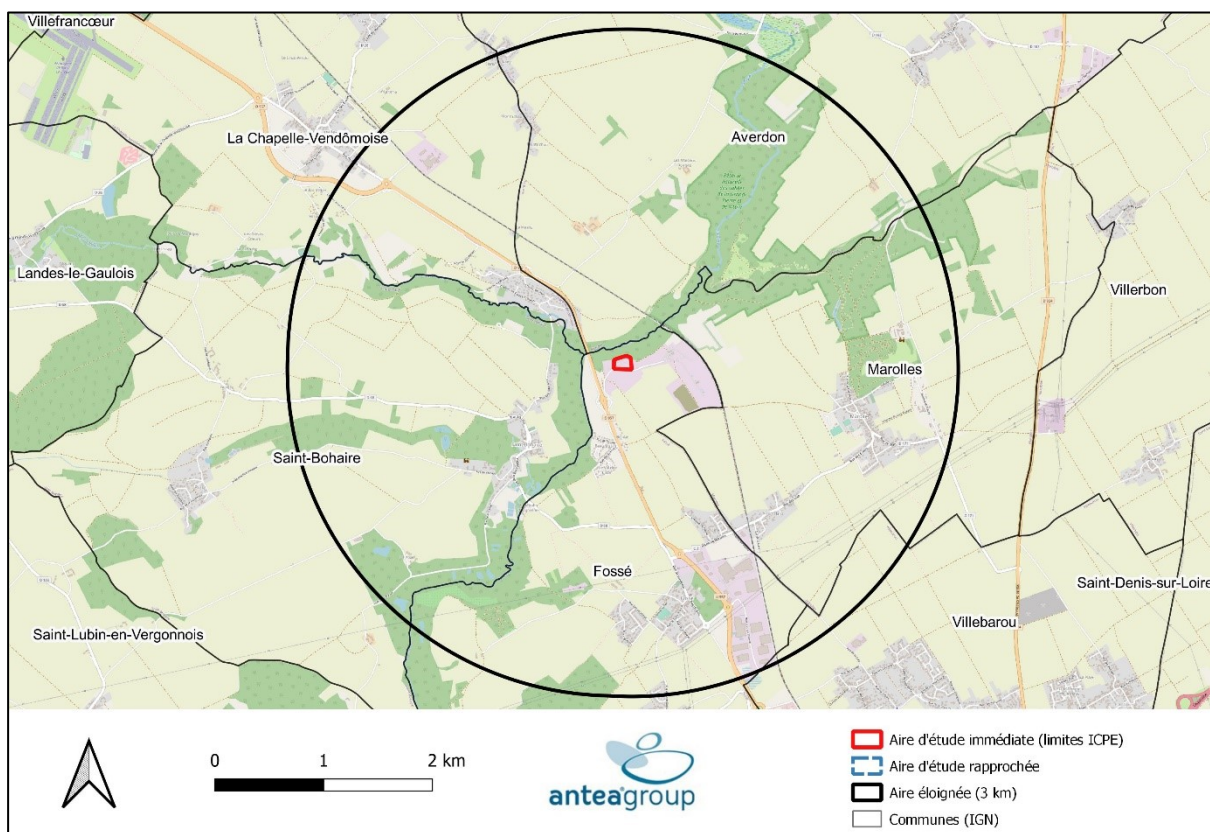 Villefrancœur
La Chapelle-Vendômoise
Averdon
Landes-le-Gaulois
Villerbon
Marolles
Saint-Bohaire
Fossé
Saint-Denis-sur-Loire
Saint-Lubin-en-Vergonnois
Villebarou
0 1 2 km
anteagroup
Aire d'étude immédiate (limites ICPE)
Aire d'étude rapprochée
Aire éloignée (3 km)
Communes (IGN)